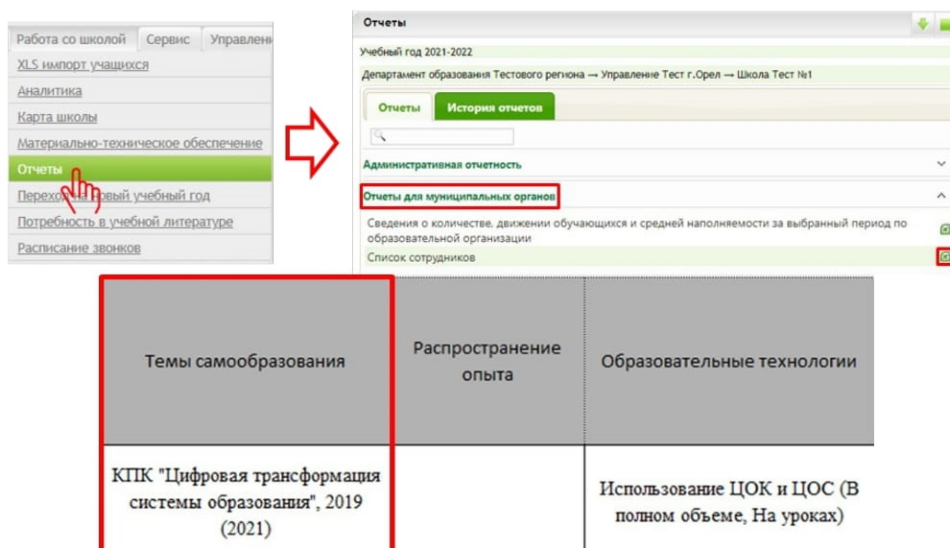 Работа со школой Сервис Управлен
XLS импорт учащихся
Аналитика
Карта школы
Материально-техническое обеспечение
Отчеты
Переход на новый учебный год
Потребность в учебной литературе
Расписание звонков
Отчеты
Учебный год 2021-2022
Департамент образования Тестового региона → Управление Тест г.Орел → Школа Тест №1
Отчеты История отчетов
Административная отчетность
Отчеты для муниципальных органов
Сведения о количестве, движении обучающихся и средней наполняемости за выбранный период по
образовательной организации
Список сотрудников
Темы самообразования
Распространение
опыта
Образовательные технологии
КПК "Цифровая трансформация
системы образования", 2019
(2021)
Использование ЦОК и ЦОС (В
полном объеме, На уроках)